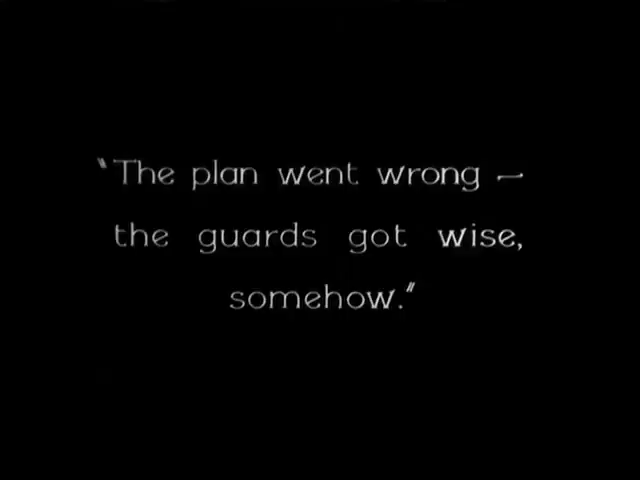 "The plan went wrong —
the guards got wise,
somehow."